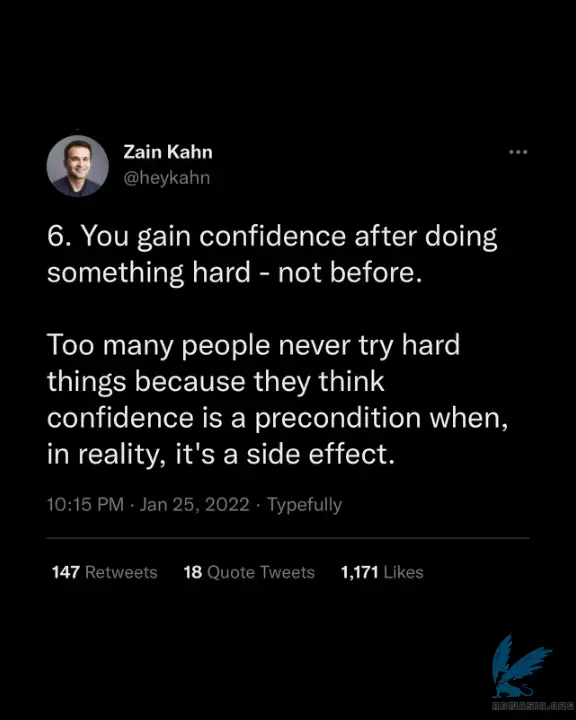 Zain Kahn
@heykahn
6. You gain confidence after doing
something hard - not before.
Too many people never try hard
things because they think
confidence is a precondition when,
in reality, it's a side effect.
10:15 PM · Jan 25, 2022 · Typefully
147 Retweets 18 Quote Tweets 1,171 Likes
ABWASIA.ORG